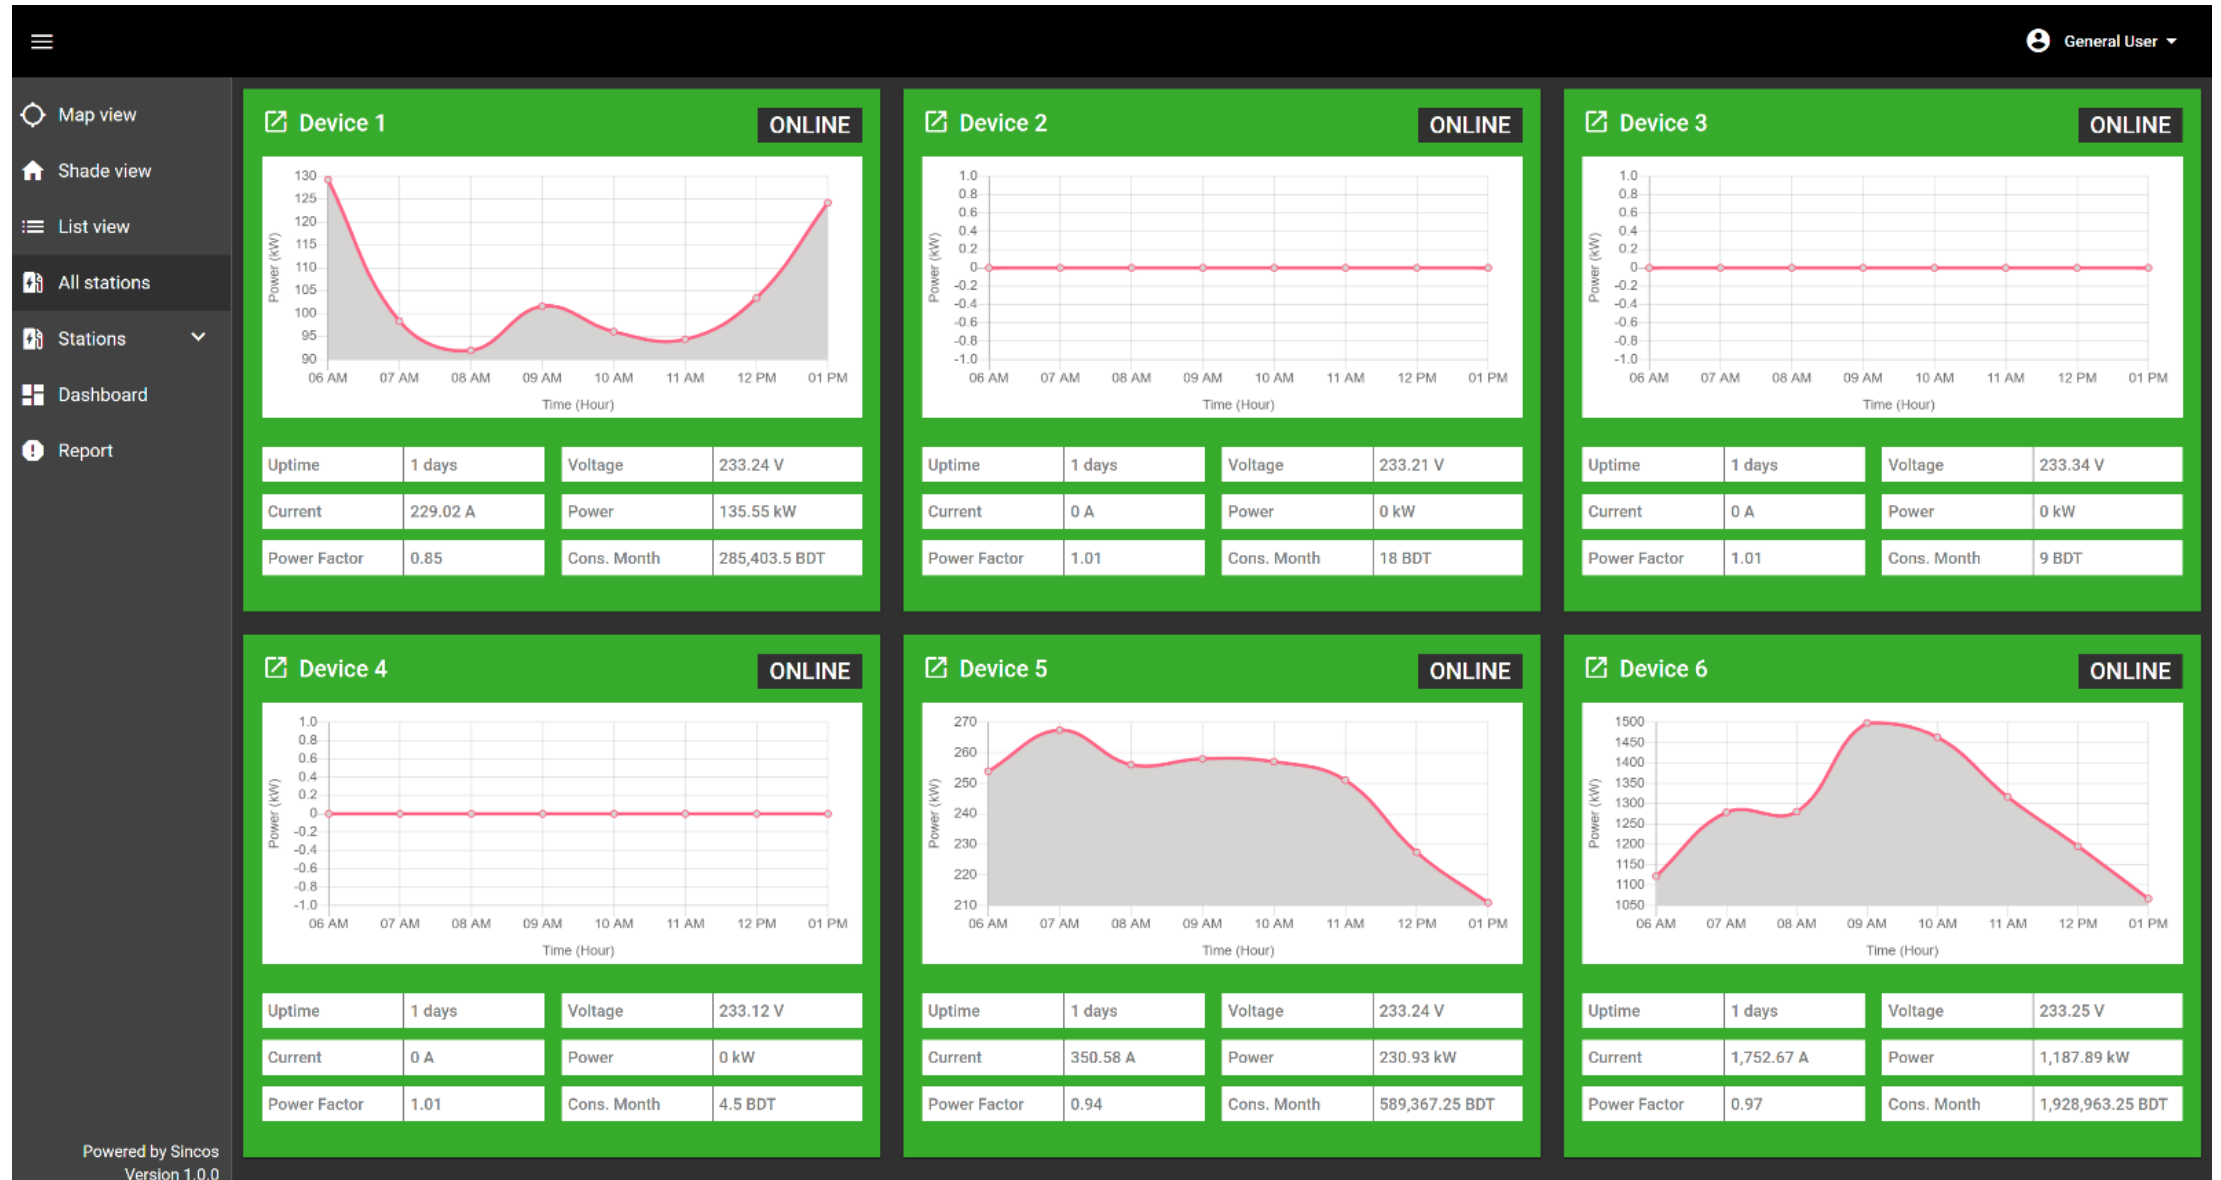 General User
Map view
Shade view
List view
All stations
Stations
Dashboard
Report
Powered by Sincos
Version 1.0.0
Device 1
ONLINE
130
125
120
115
110
105
100
95
90
Power (kW)
06 AM 07 AM 08 AM 09 AM 10 AM 11 AM 12 PM 01 PM
Time (Hour)
Uptime 1 days Voltage 233.24 V
Current 229.02 A Power 135.55 kW
Power Factor 0.85 Cons. Month 285,403.5 BDT
Device 2
ONLINE
1.0
0.8
0.6
0.4
0.2
0
-0.2
-0.4
-0.6
-0.8
-1.0
Power (kW)
06 AM 07 AM 08 AM 09 AM 10 AM 11 AM 12 PM 01 PM
Time (Hour)
Uptime 1 days Voltage 233.21 V
Current 0 A Power 0 kW
Power Factor 1.01 Cons. Month 18 BDT
Device 3
ONLINE
1.0
0.8
0.6
0.4
0.2
0
-0.2
-0.4
-0.6
-0.8
-1.0
Power (kW)
06 AM 07 AM 08 AM 09 AM 10 AM 11 AM 12 PM 01 PM
Time (Hour)
Uptime 1 days Voltage 233.34 V
Current 0 A Power 0 kW
Power Factor 1.01 Cons. Month 9 BDT
Device 4
ONLINE
1.0
0.8
0.6
0.4
0.2
0
-0.2
-0.4
-0.6
-0.8
-1.0
Power (kW)
06 AM 07 AM 08 AM 09 AM 10 AM 11 AM 12 PM 01 PM
Time (Hour)
Uptime 1 days Voltage 233.12 V
Current 0 A Power 0 kW
Power Factor 1.01 Cons. Month 4.5 BDT
Device 5
ONLINE
270
260
250
240
230
220
210
Power (kW)
06 AM 07 AM 08 AM 09 AM 10 AM 11 AM 12 PM 01 PM
Time (Hour)
Uptime 1 days Voltage 233.24 V
Current 350.58 A Power 230.93 kW
Power Factor 0.94 Cons. Month 589,367.25 BDT
Device 6
ONLINE
1500
1450
1400
1350
1300
1250
1200
1150
1100
1050
Power (kW)
06 AM 07 AM 08 AM 09 AM 10 AM 11 AM 12 PM 01 PM
Time (Hour)
Uptime 1 days Voltage 233.25 V
Current 1,752.67 A Power 1,187.89 kW
Power Factor 0.97 Cons. Month 1,928,963.25 BDT